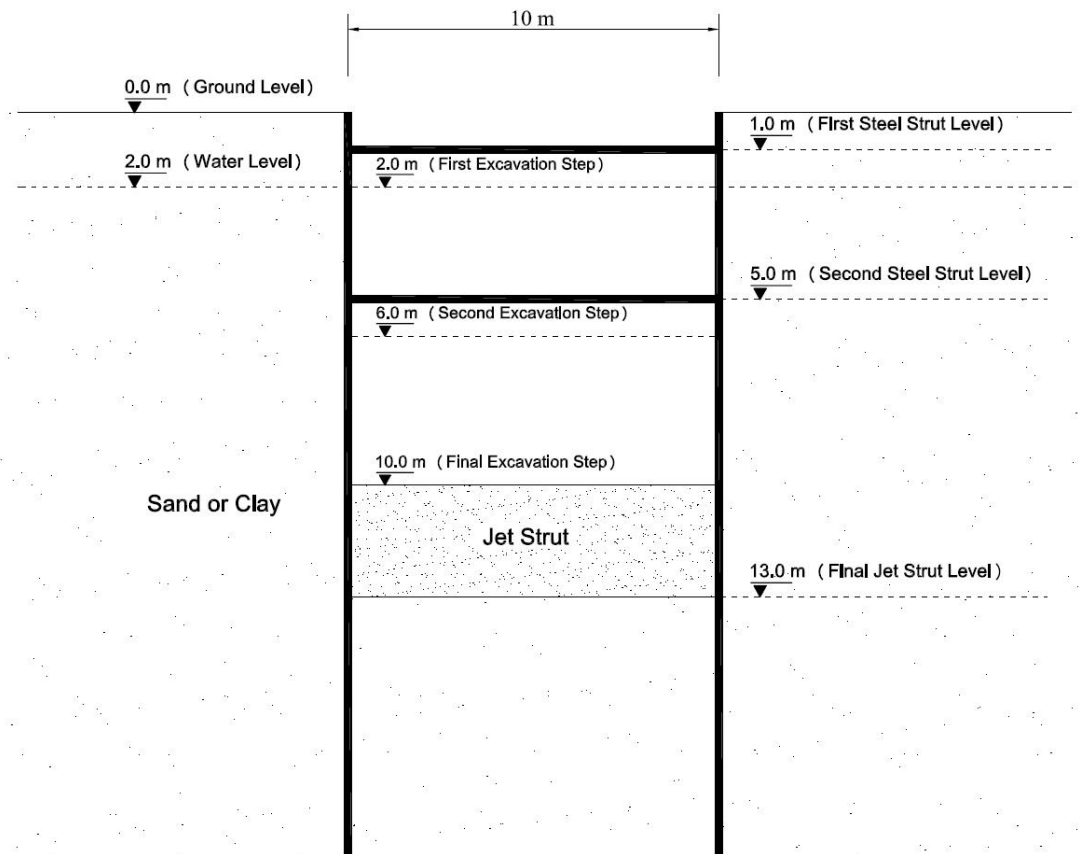 10 m
0.0 m (Ground Level)
1.0 m (First Steel Strut Level)
2.0 m (Water Level)
2.0 m (First Excavation Step)
5.0 m (Second Steel Strut Level)
6.0 m (Second Excavation Step)
10.0 m (Final Excavation Step)
Sand or Clay
Jet Strut
13.0 m (Final Jet Strut Level)